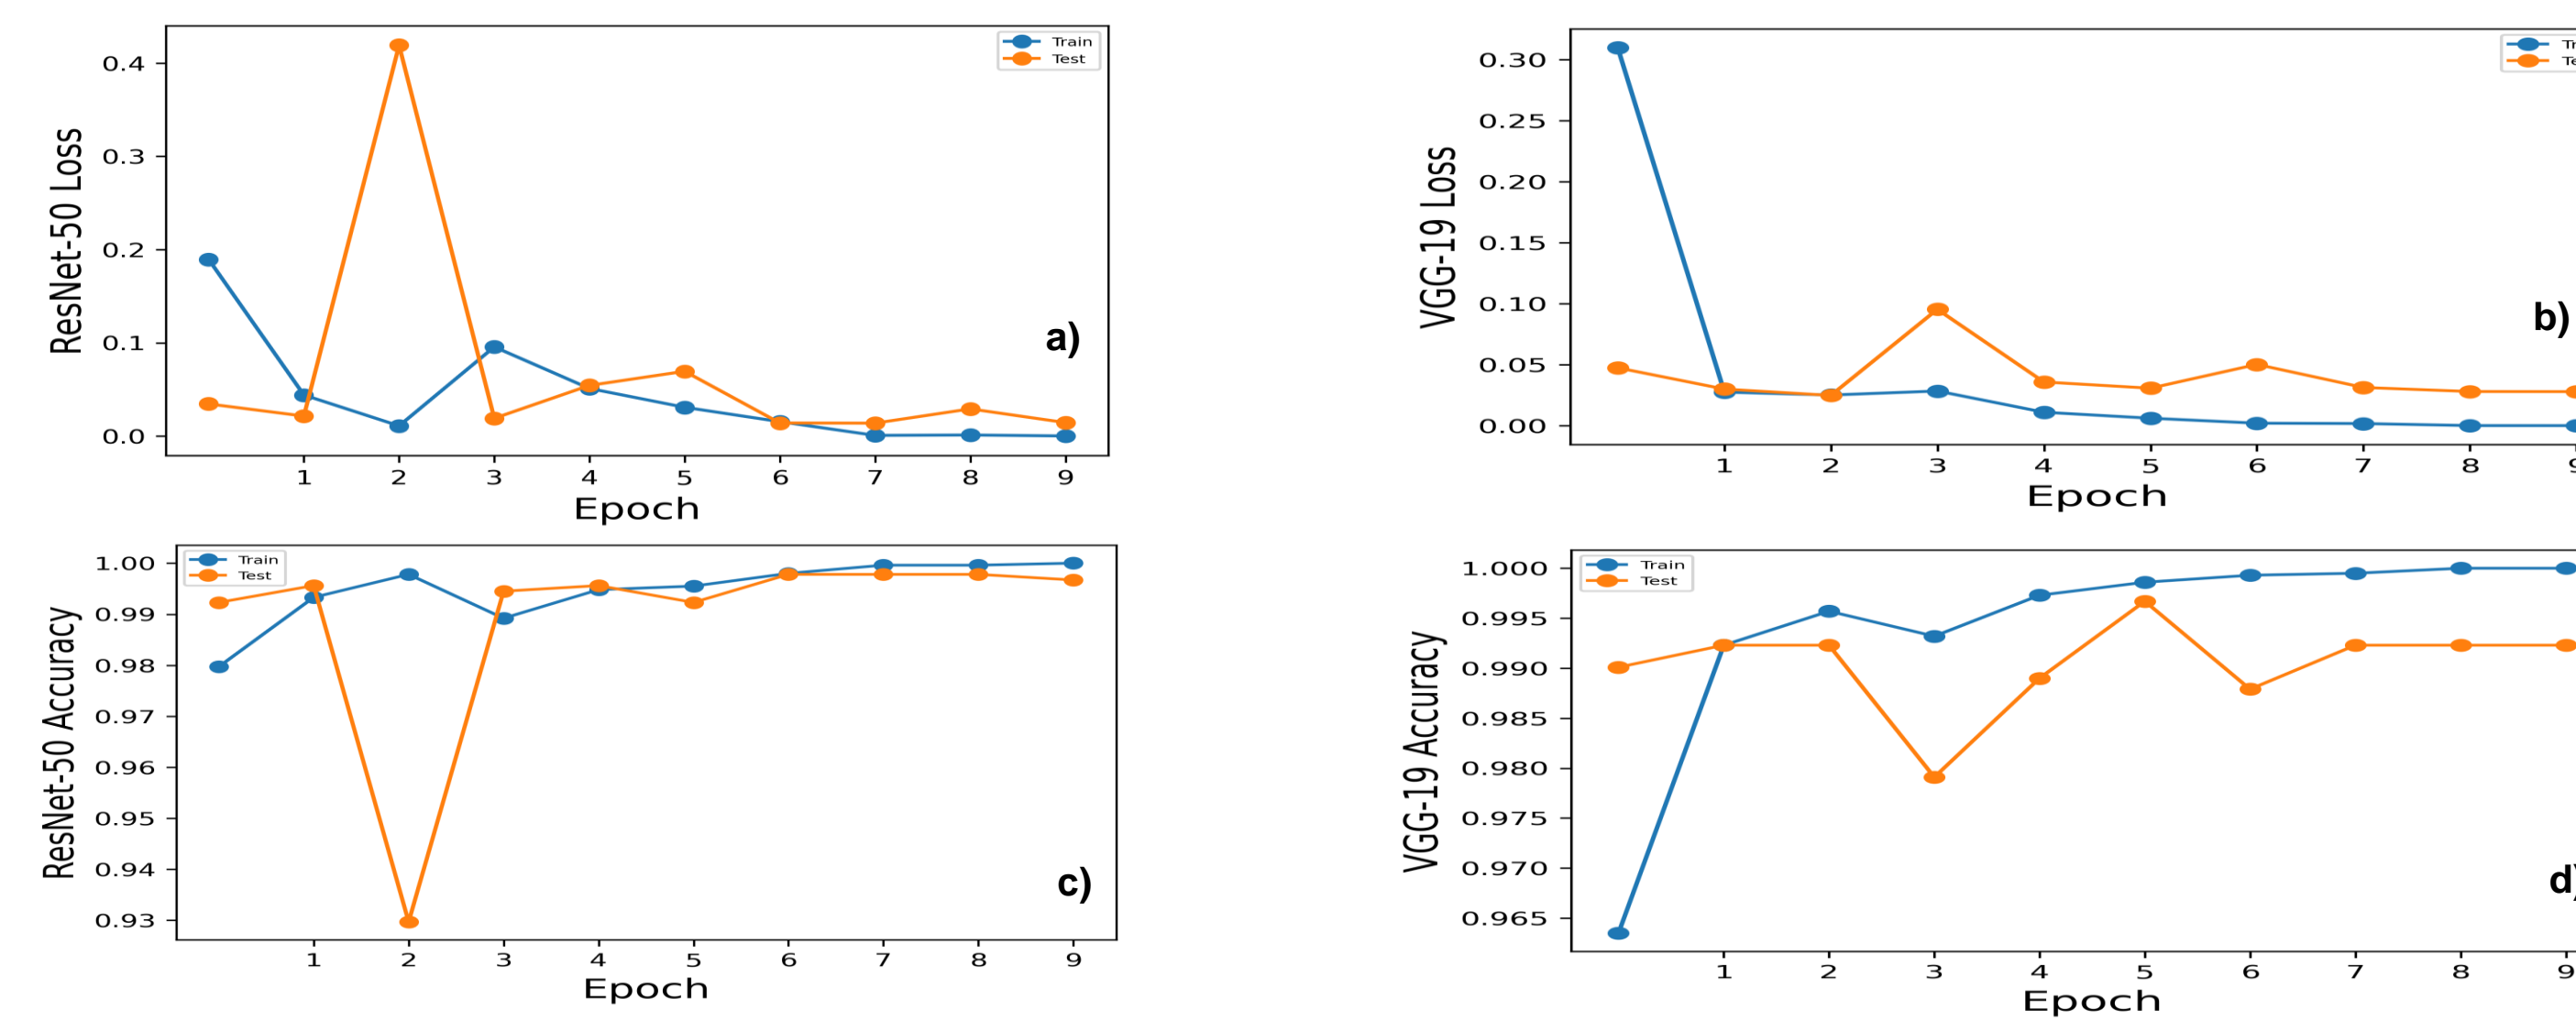 ResNet-50 Loss
0.4
0.3
0.2
0.1
0.0
Train
Test
a)
1 2 3 4 5 6 7 8 9
Epoch
VGG-19 Loss
0.30
0.25
0.20
0.15
0.10
0.05
0.00
b)
1 2 3 4 5 6 7 8 9
Epoch
ResNet-50 Accuracy
1.00
0.99
0.98
0.97
0.96
0.95
0.94
0.93
Train
Test
c)
1 2 3 4 5 6 7 8 9
Epoch
VGG-19 Accuracy
1.000
0.995
0.990
0.985
0.980
0.975
0.970
0.965
Train
Test
d)
1 2 3 4 5 6 7 8 9
Epoch